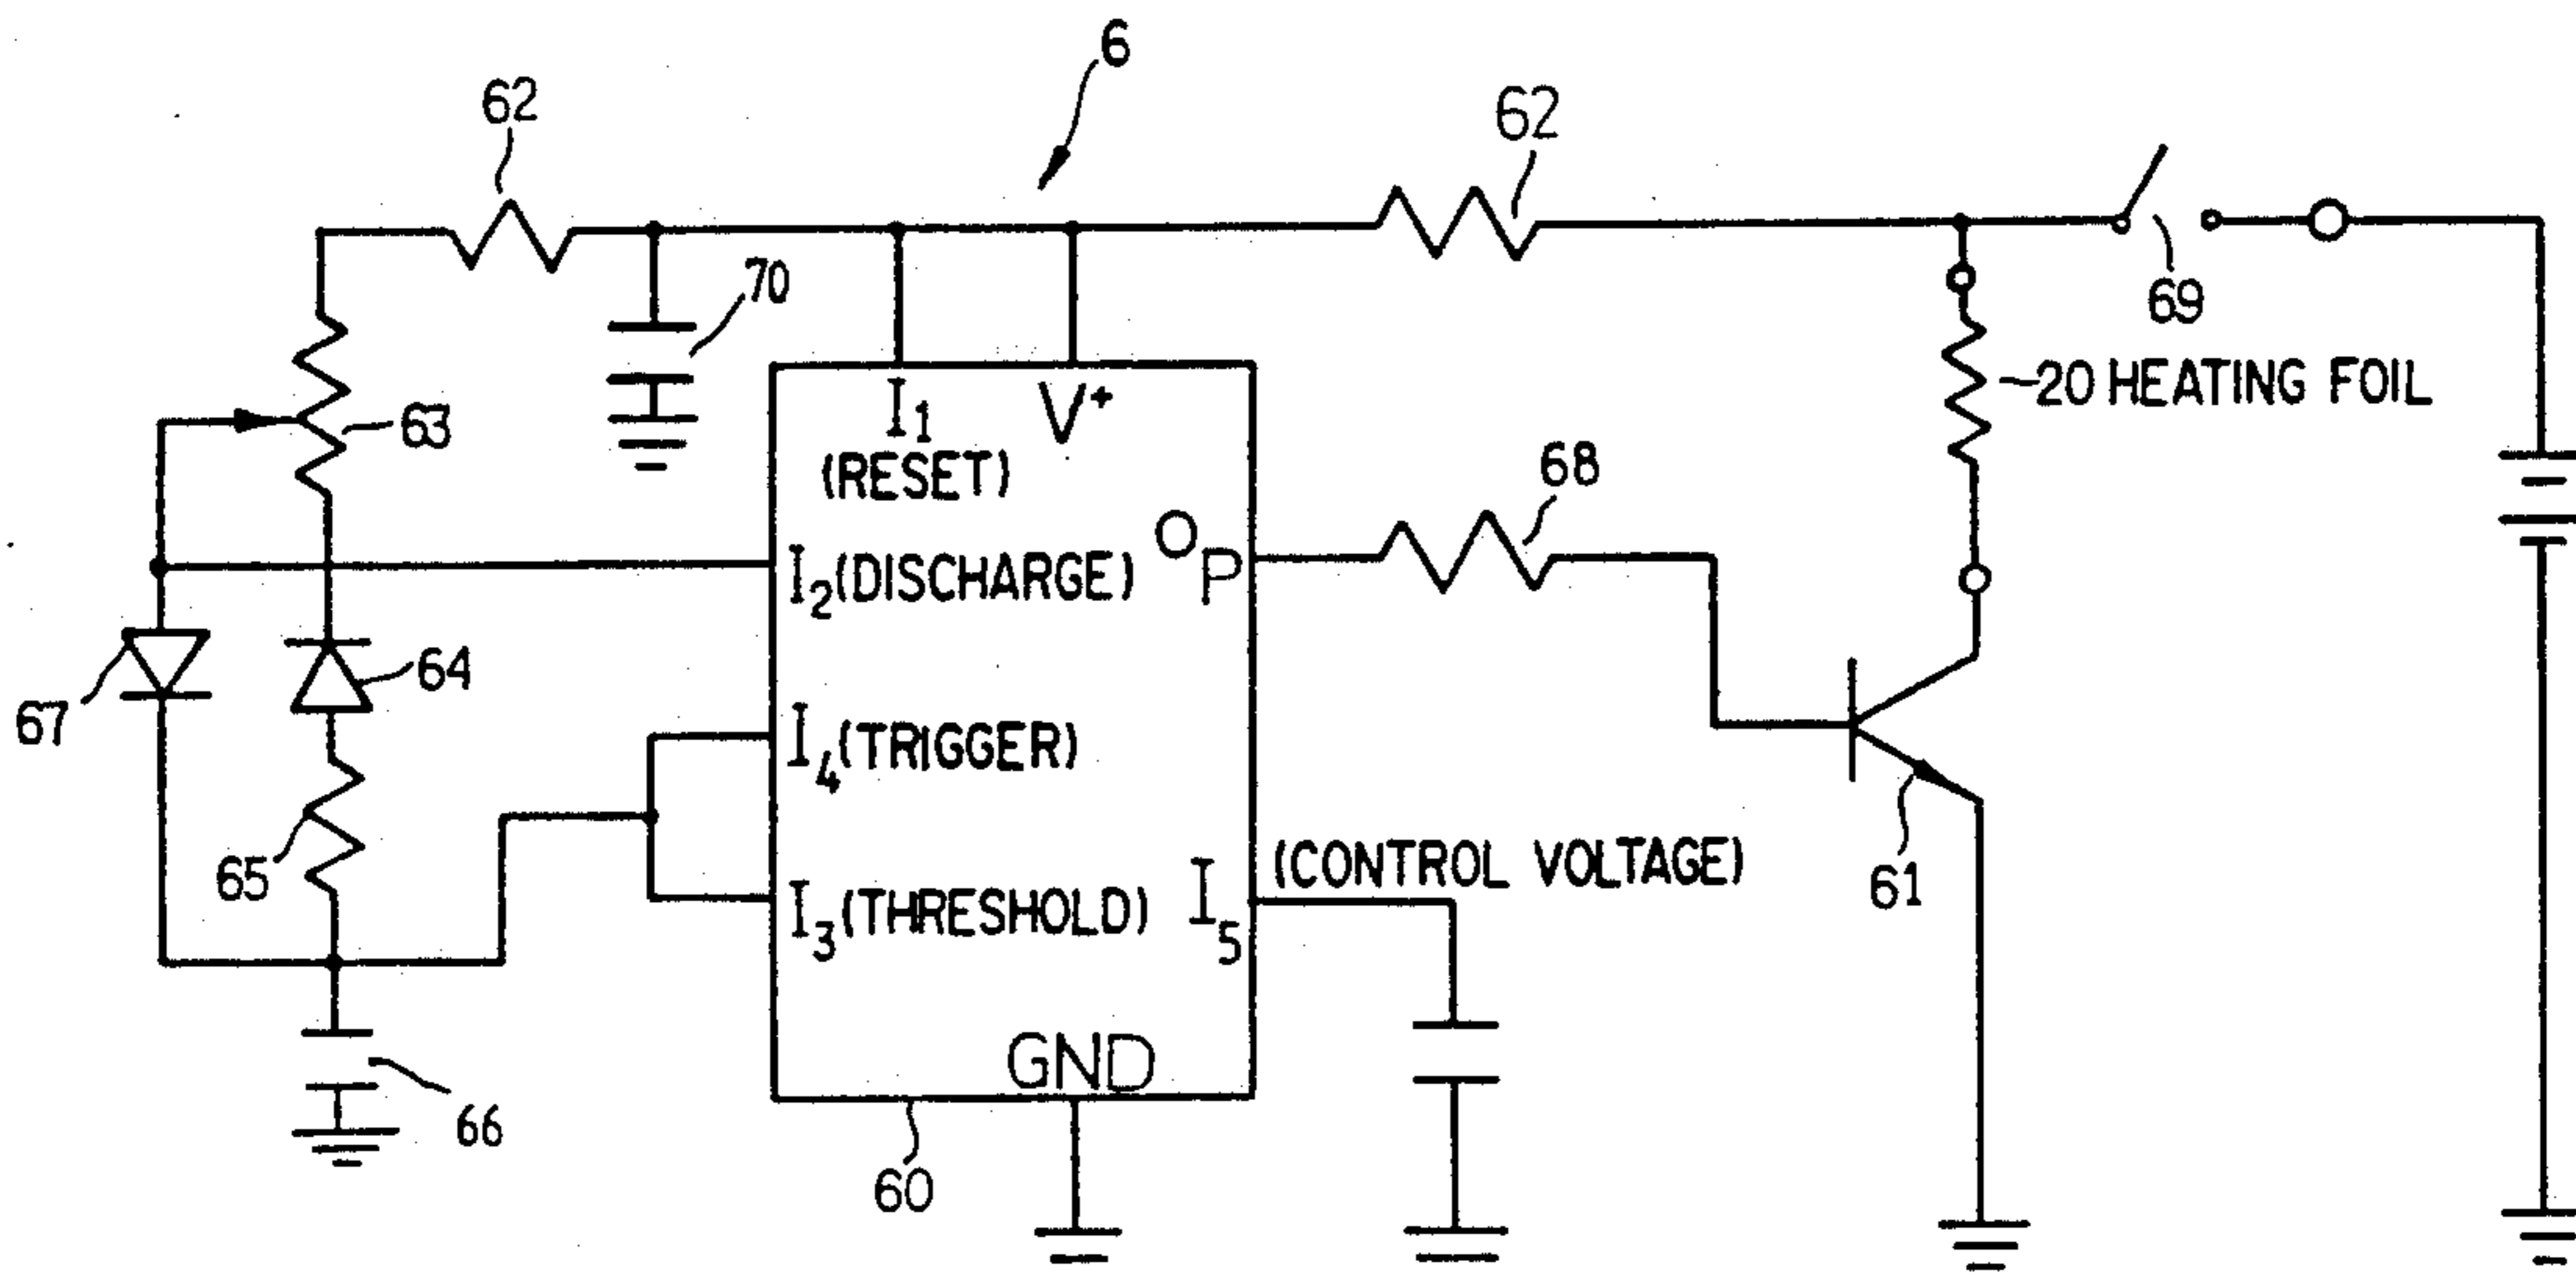 6
62
62
70
69
63
I1
V+
(RESET)
20 HEATING FOIL
68
OP
I2(DISCHARGE)
64
67
I4(TRIGGER)
65
(CONTROL VOLTAGE)
61
I3(THRESHOLD)
I5
GND
66
60